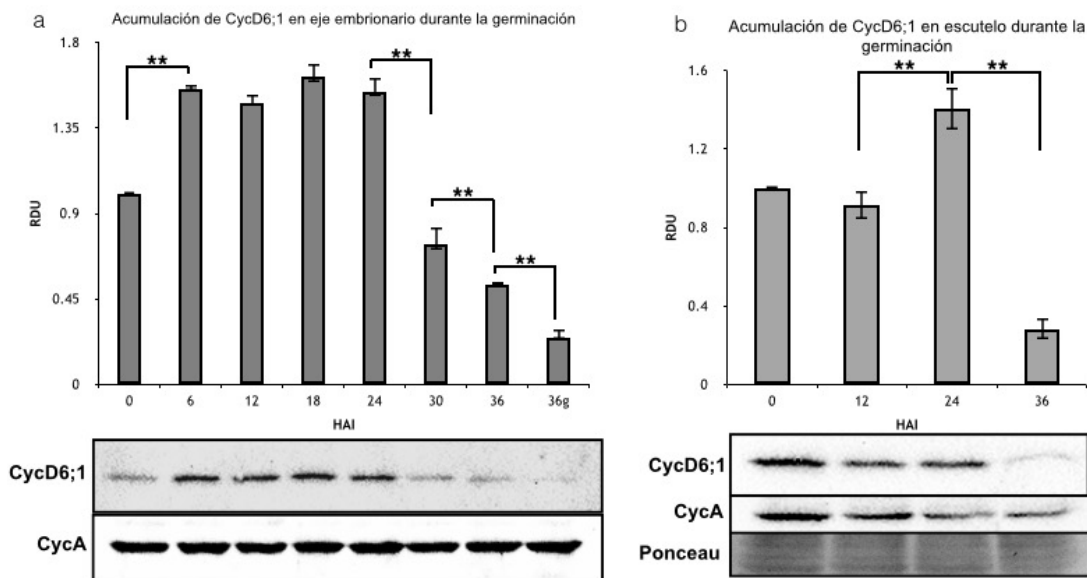 a
Acumulación de CycD6;1 en eje embrionario durante la germinación
1.8
1.35
0.9
0.45
0
RDU
**
**
**
**
0 6 12 18 24 30 36 36g
HAI
CycD6;1
CycA
b
Acumulación de CycD6;1 en escutelo durante la
germinación
1.6
1.2
0.8
0.4
0
RDU
**
**
0 12 24 36
HAI
CycD6;1
CycA
Ponceau